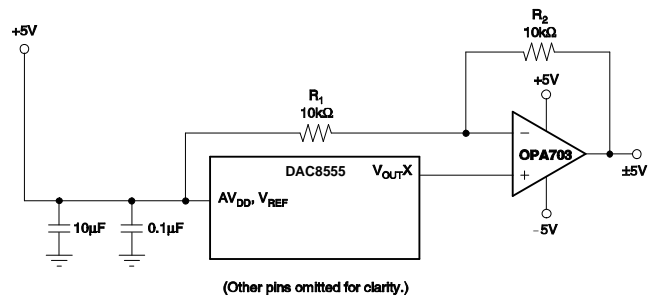 +5V
R2
10kΩ
R1
10kΩ
+5V
−
OPA703
+
±5V
−5V
DAC8555
VOUTX
AVDD, VREF
10µF
0.1µF
(Other pins omitted for clarity.)